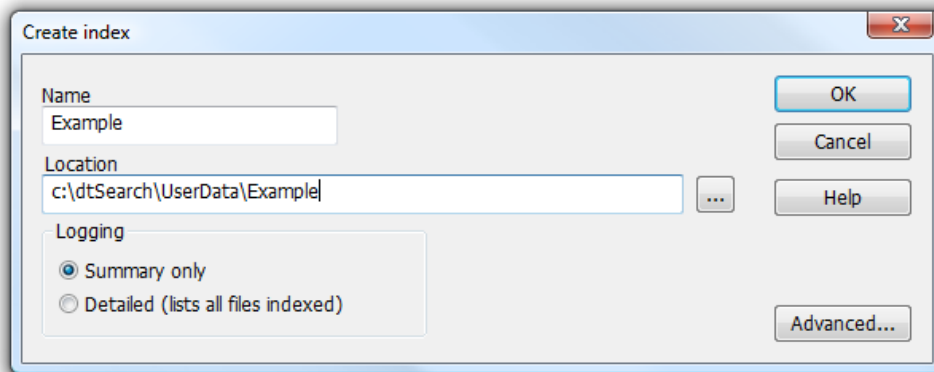 Create index
Name
Example
OK
Cancel
Location
c:\dtSearch\UserData\Example
...
Help
Logging
Summary only
Detailed (lists all files indexed)
Advanced...